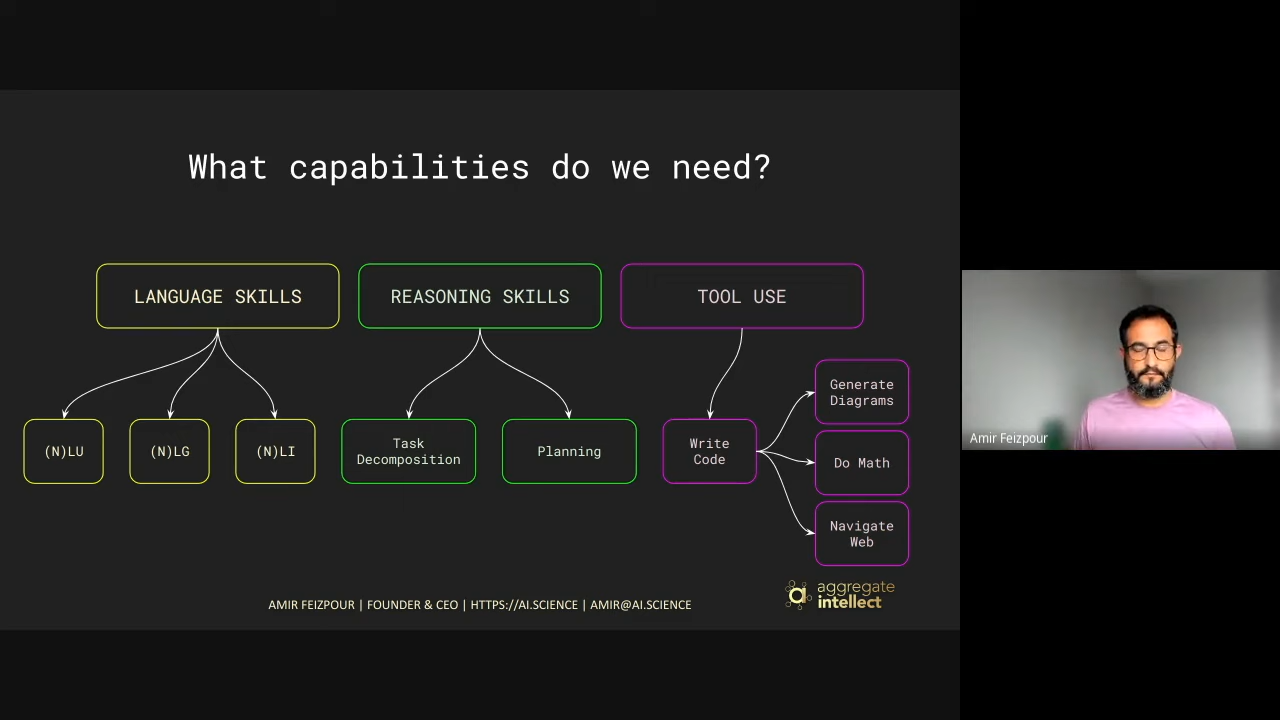 What capabilities do we need?
LANGUAGE SKILLS
REASONING SKILLS
TOOL USE
(N)LU
(N)LG
(N)LI
Task
Decomposition
Planning
Write
Code
Generate
Diagrams
Do Math
Navigate
Web
AMIR FEIZPOUR | FOUNDER & CEO | HTTPS://AI.SCIENCE | AMIR@AI.SCIENCE
aggregate
intellect
Amir Feizpour